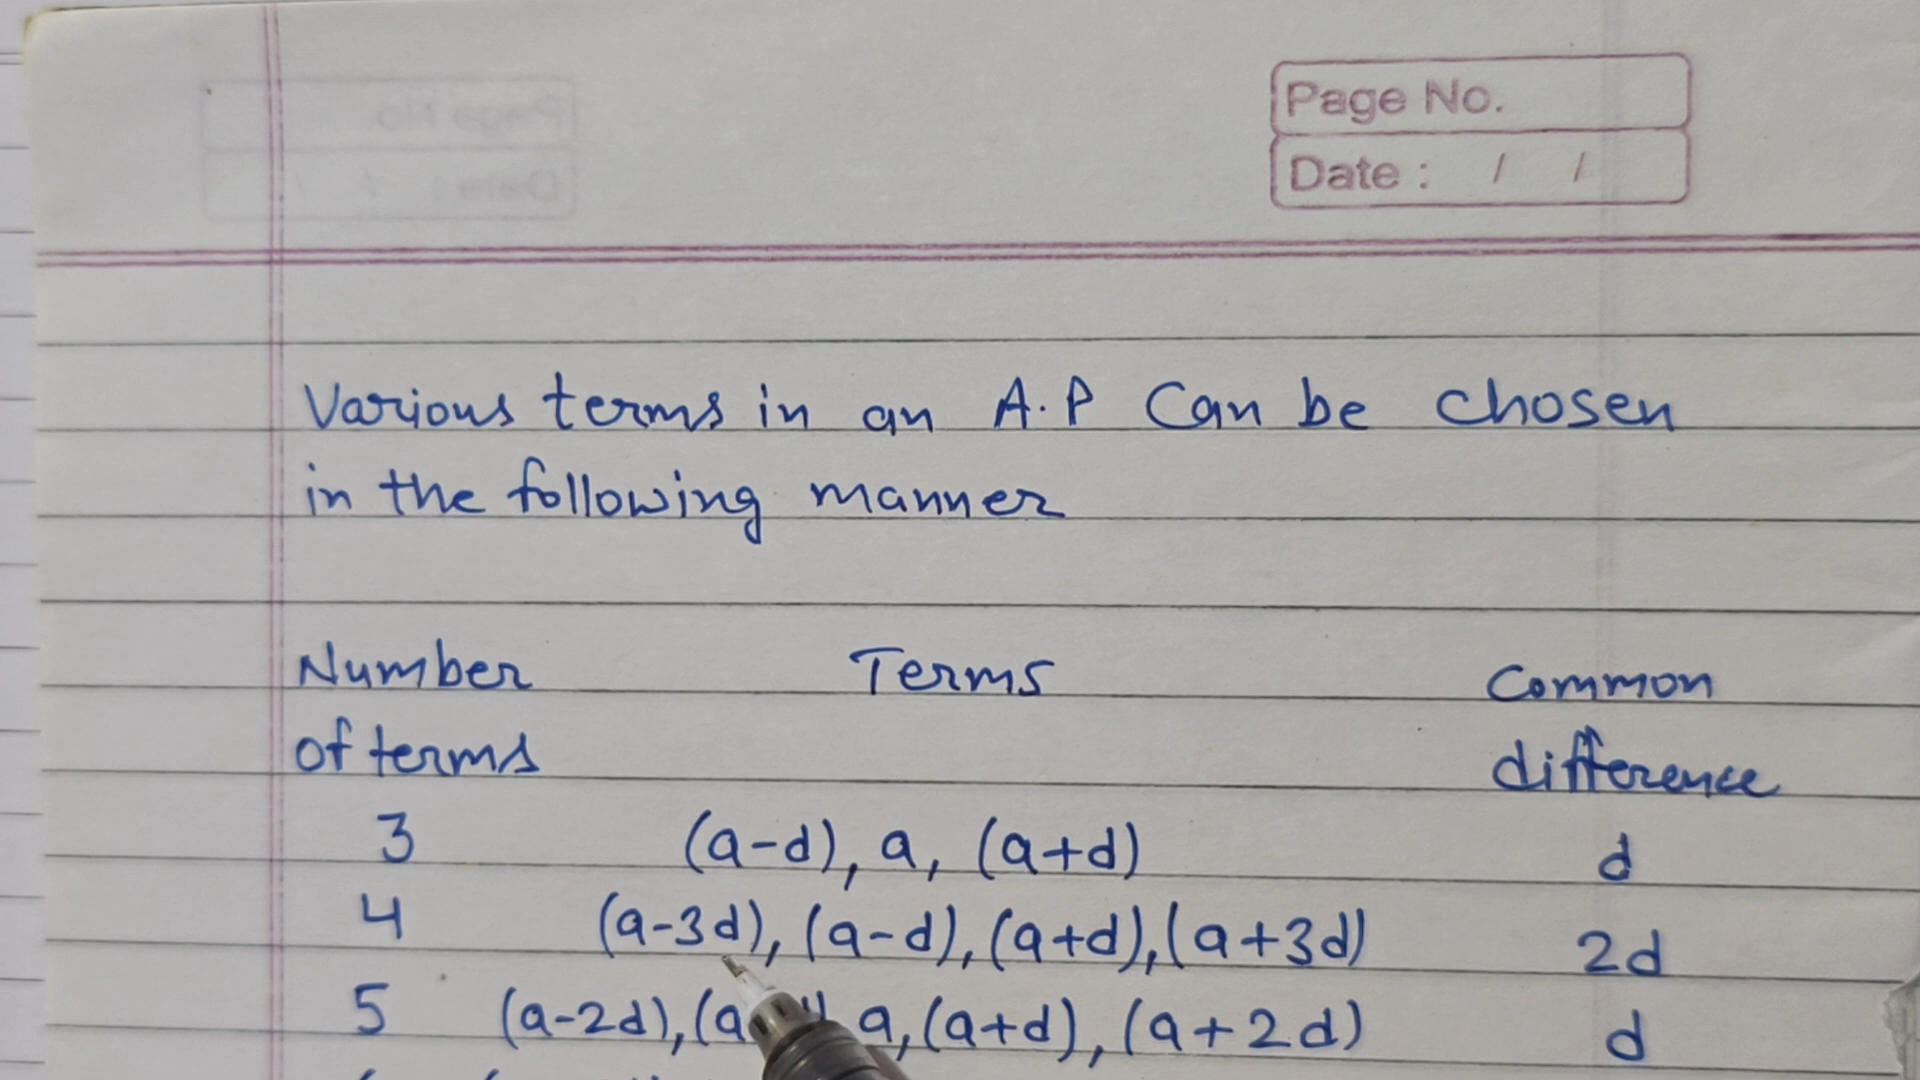 Page No.
Date : / /
Various terms in an A.P Can be chosen
in the following manner
Number Terms Common
of terms difference
3 (a-d), a, (a+d) d
4 (a-3d), (a-d), (a+d), (a+3d) 2d
5 (a-2d), (a a, (a+d), (a+2d) d